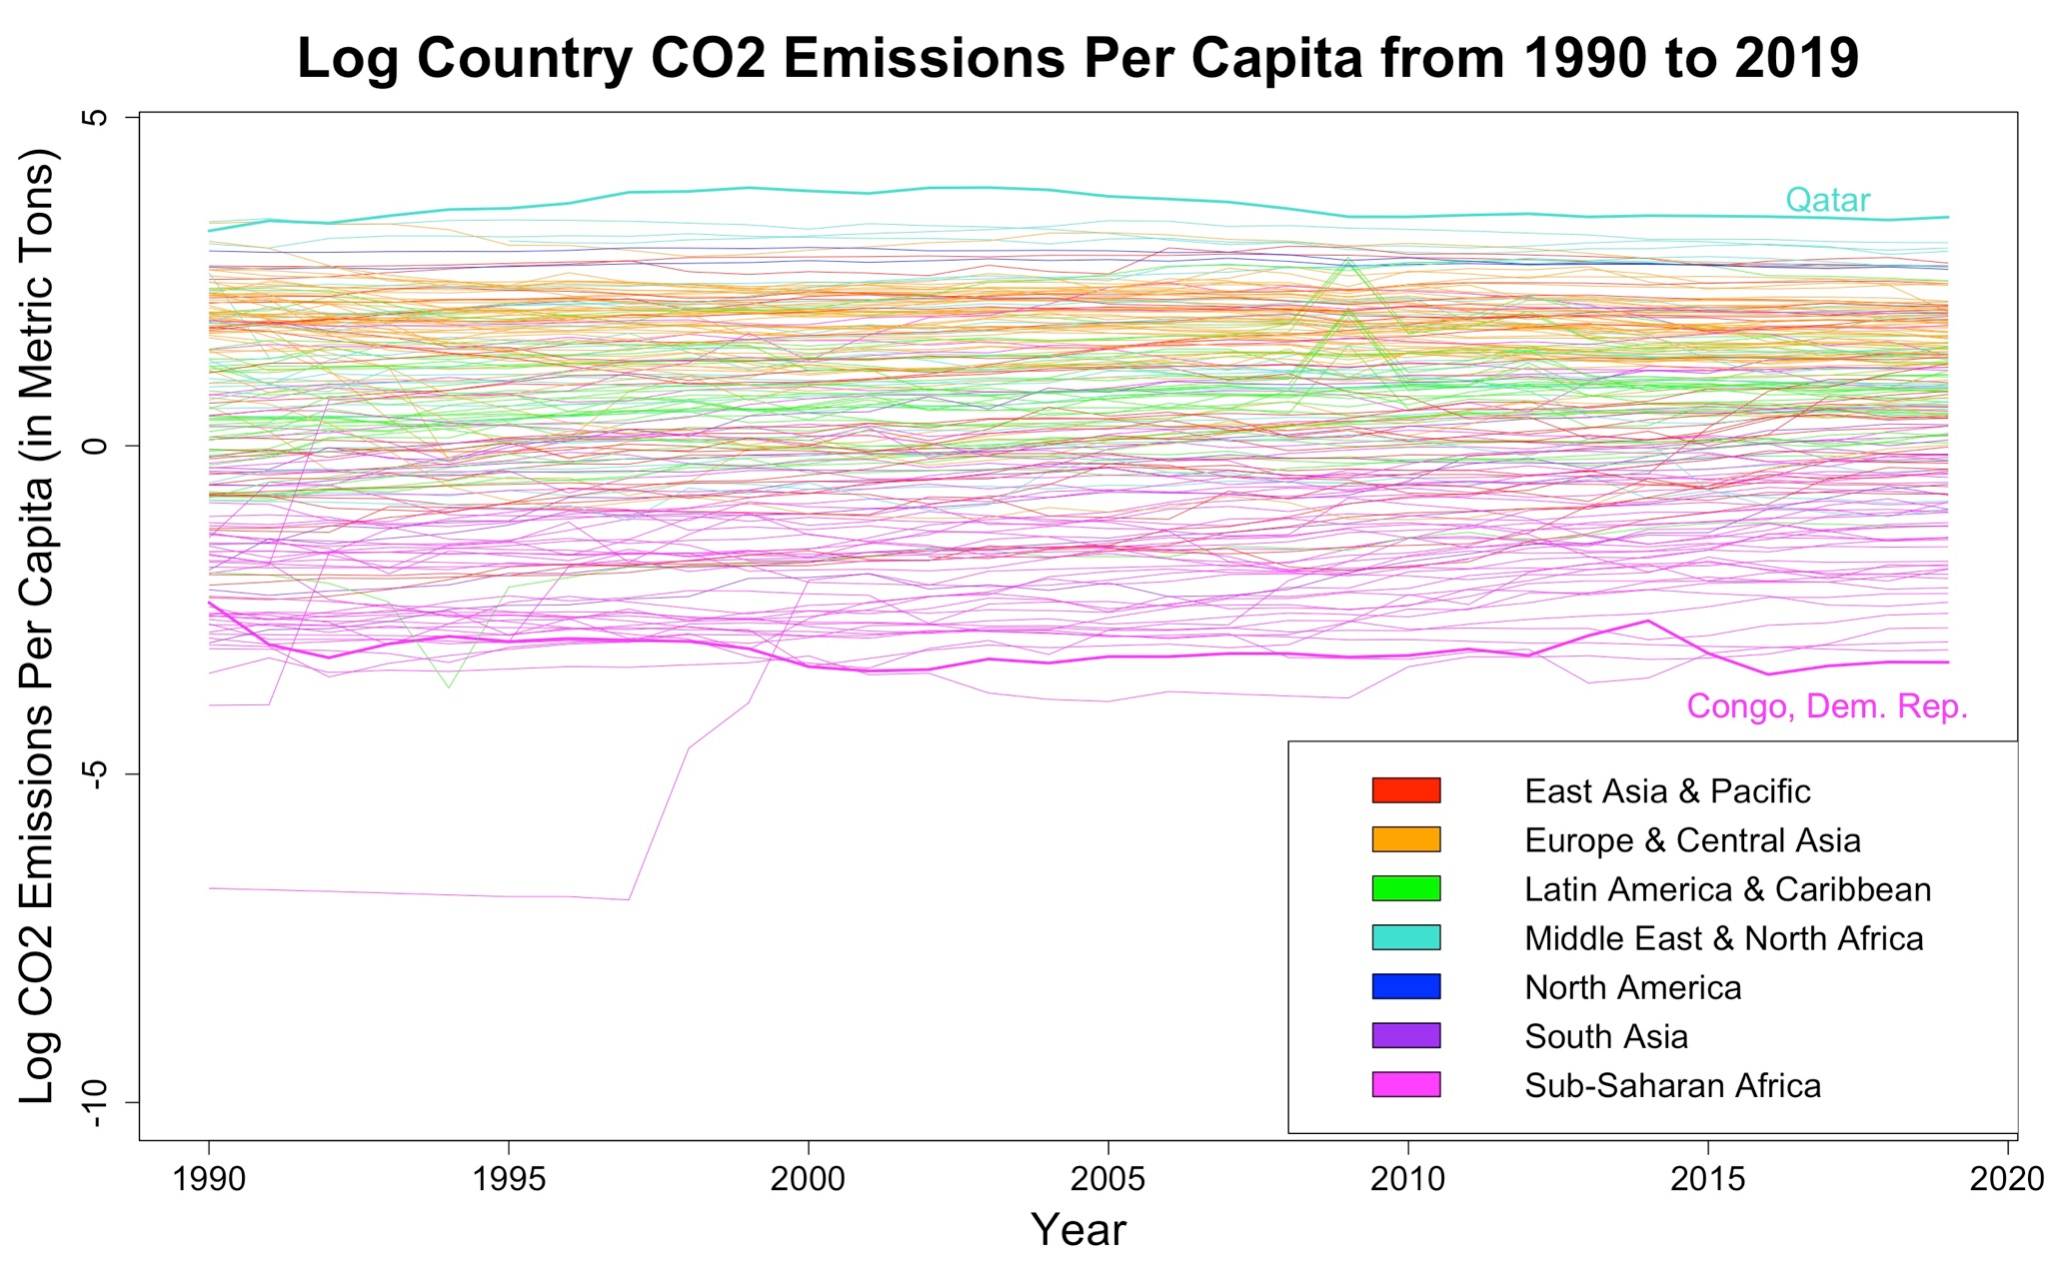 Log Country CO2 Emissions Per Capita from 1990 to 2019
Log CO2 Emissions Per Capita (in Metric Tons)
5
0
-5
-10
Qatar
Congo, Dem. Rep.
East Asia & Pacific
Europe & Central Asia
Latin America & Caribbean
Middle East & North Africa
North America
South Asia
Sub-Saharan Africa
1990 1995 2000 2005 2010 2015 2020
Year